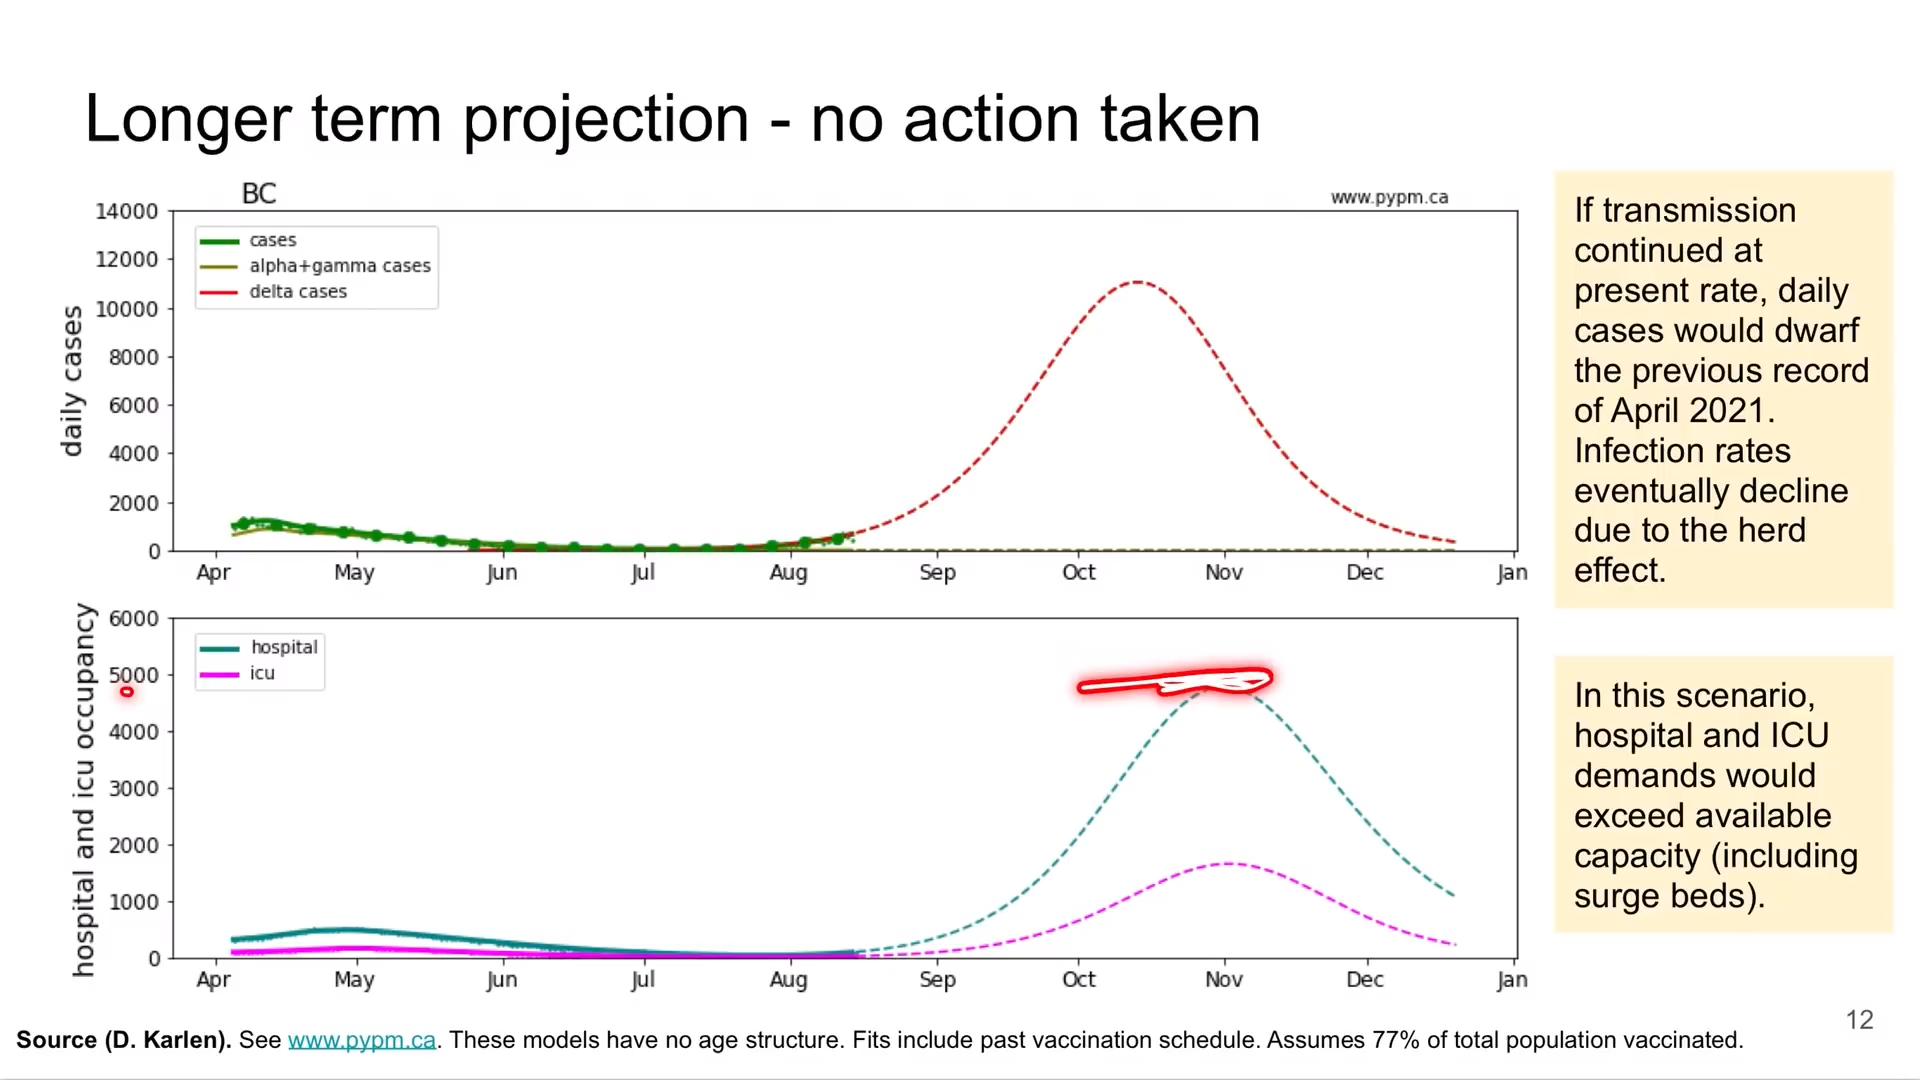 Longer term projection - no action taken
BC
www.pypm.ca
14000
12000
10000
8000
6000
4000
2000
0
daily cases
cases
alpha+gamma cases
delta cases
Apr May Jun Jul Aug Sep Oct Nov Dec Jan
6000
5000
4000
3000
2000
1000
0
hospital and icu occupancy
hospital
icu
Apr May Jun Jul Aug Sep Oct Nov Dec Jan
If transmission
continued at
present rate, daily
cases would dwarf
the previous record
of April 2021.
Infection rates
eventually decline
due to the herd
effect.
In this scenario,
hospital and ICU
demands would
exceed available
capacity (including
surge beds).
12
Source (D. Karlen). See www.pypm.ca. These models have no age structure. Fits include past vaccination schedule. Assumes 77% of total population vaccinated.